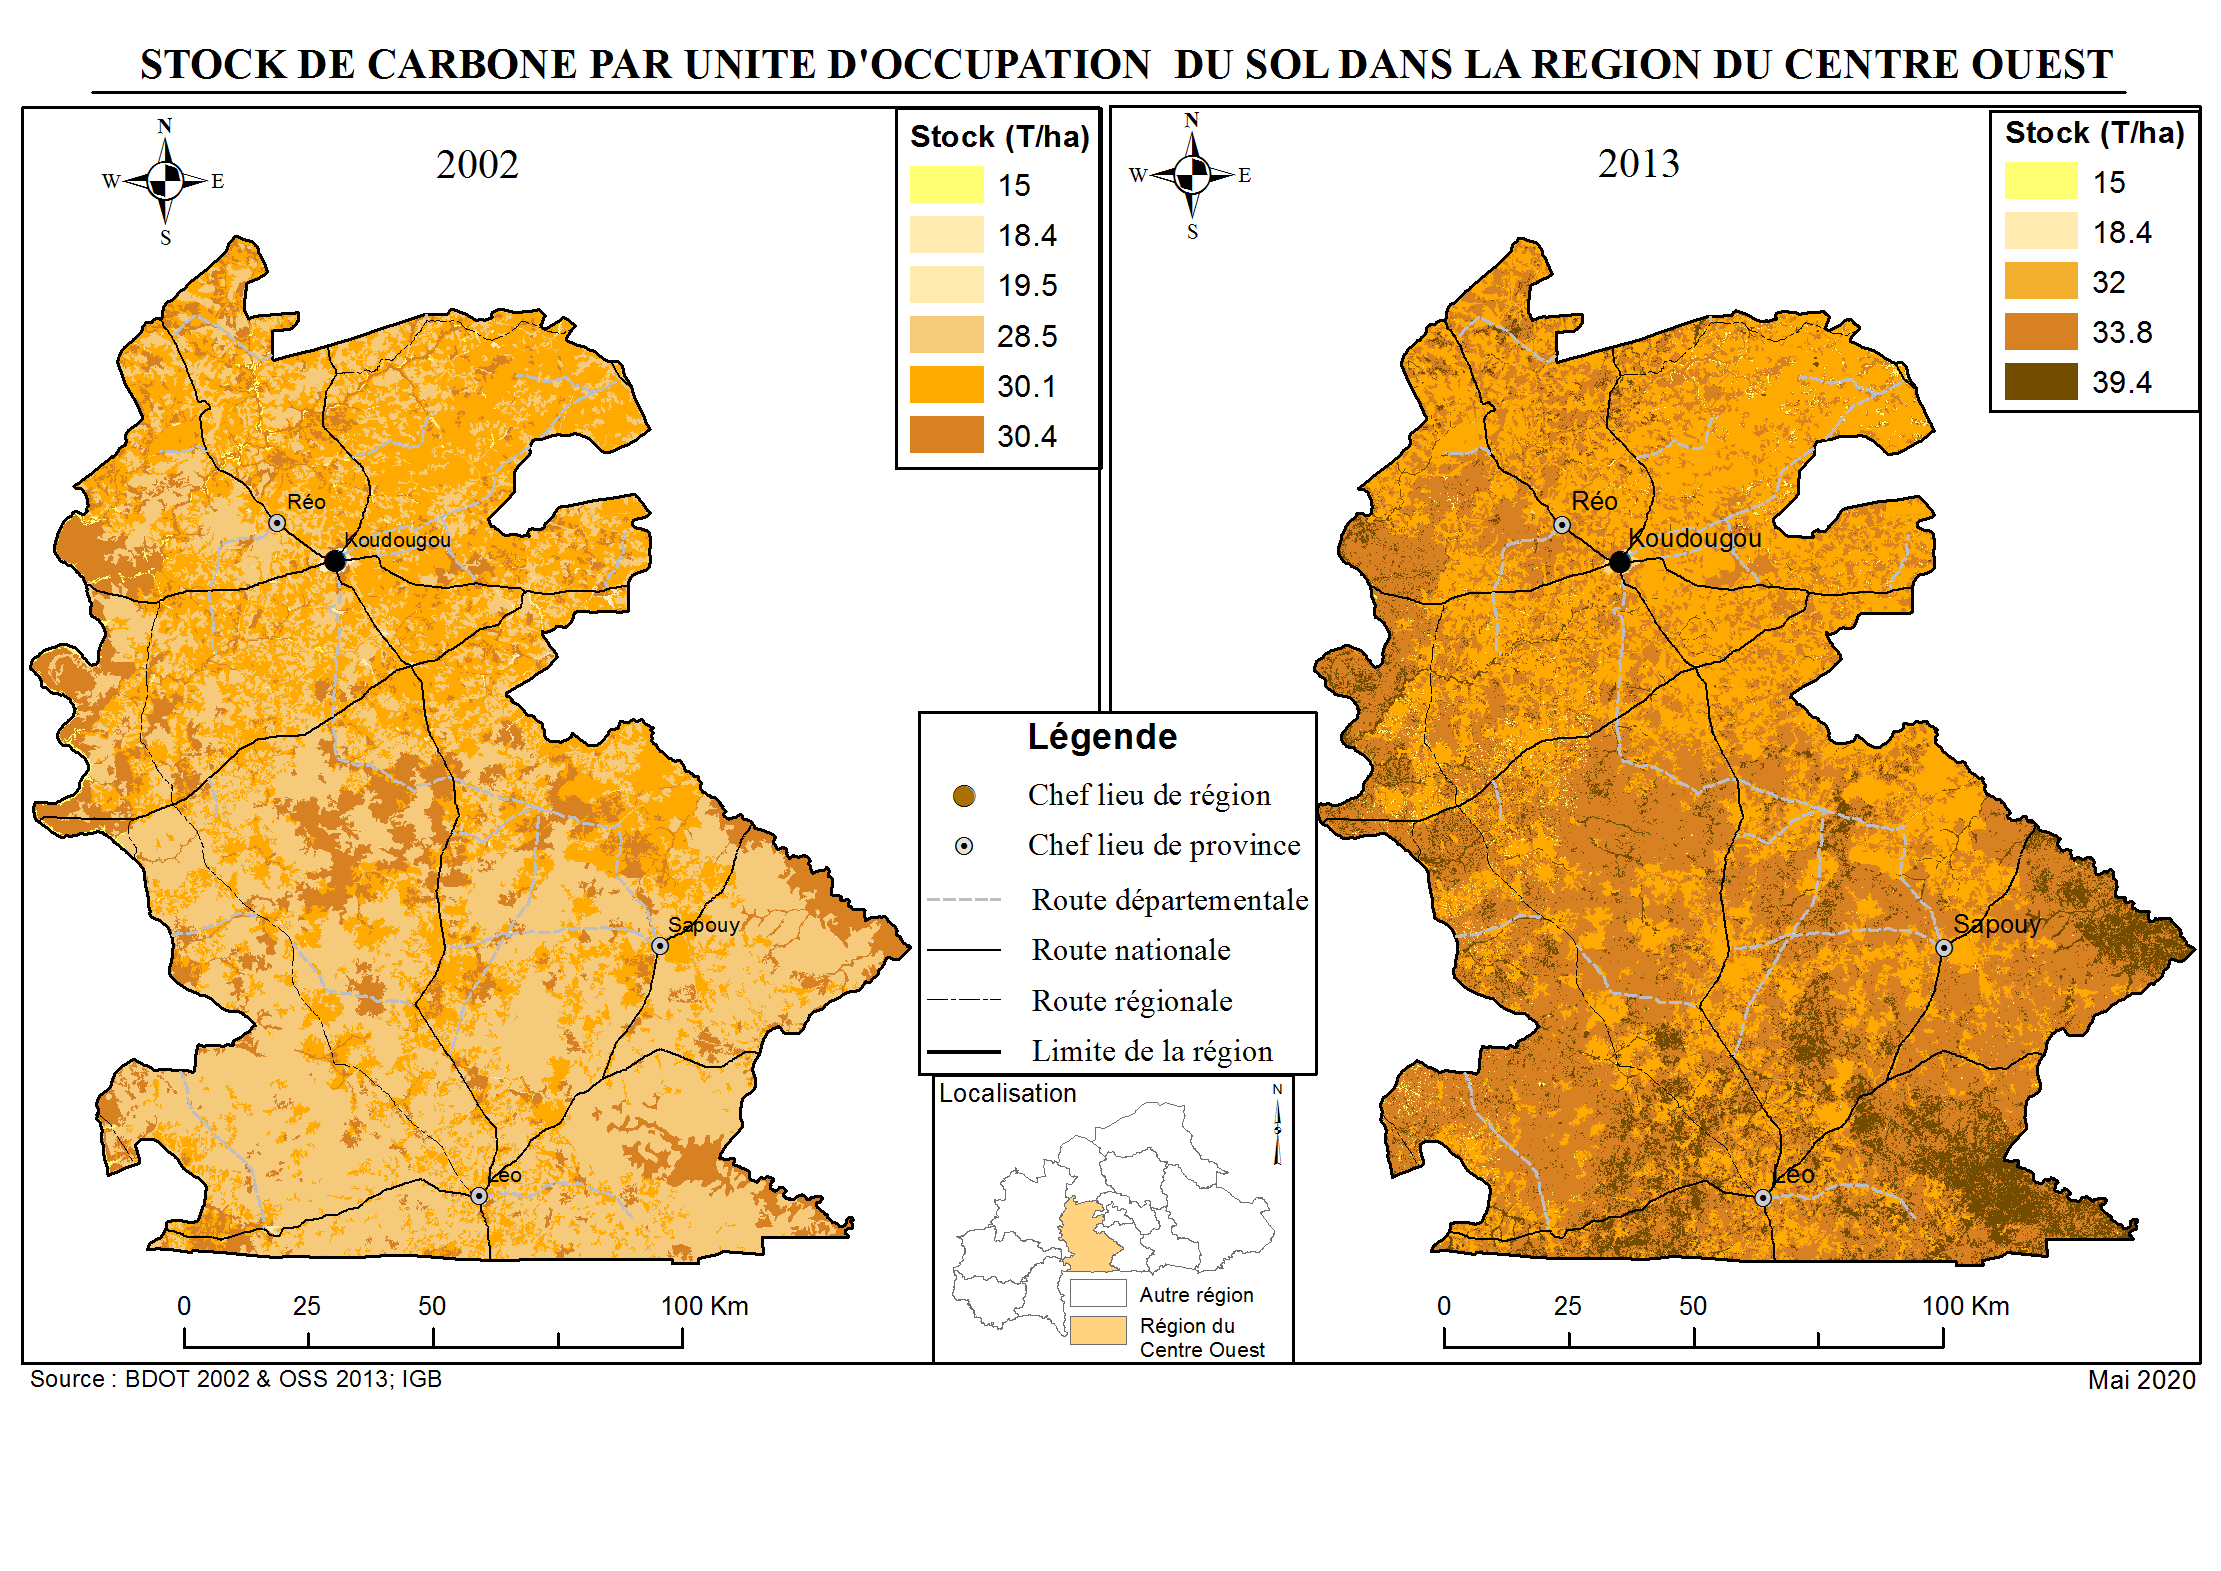 STOCK DE CARBONE PAR UNITE D'OCCUPATION  DU SOL DANS LA REGION DU CENTRE OUEST
N
W
E
S
2002
Stock (T/ha)
15
18.4
19.5
28.5
30.1
30.4
Réo
Koudougou
Sapouy
Léo
0
25
50
100 Km
N
W
E
S
2013
Stock (T/ha)
15
18.4
32
33.8
39.4
Réo
Koudougou
Sapouy
Léo
0
25
50
100 Km
Légende
Chef lieu de région
Chef lieu de province
Route départementale
Route nationale
Route régionale
Limite de la région
Localisation
N
Autre région
Région du
Centre Ouest
Source : BDOT 2002 & OSS 2013; IGB
Mai 2020